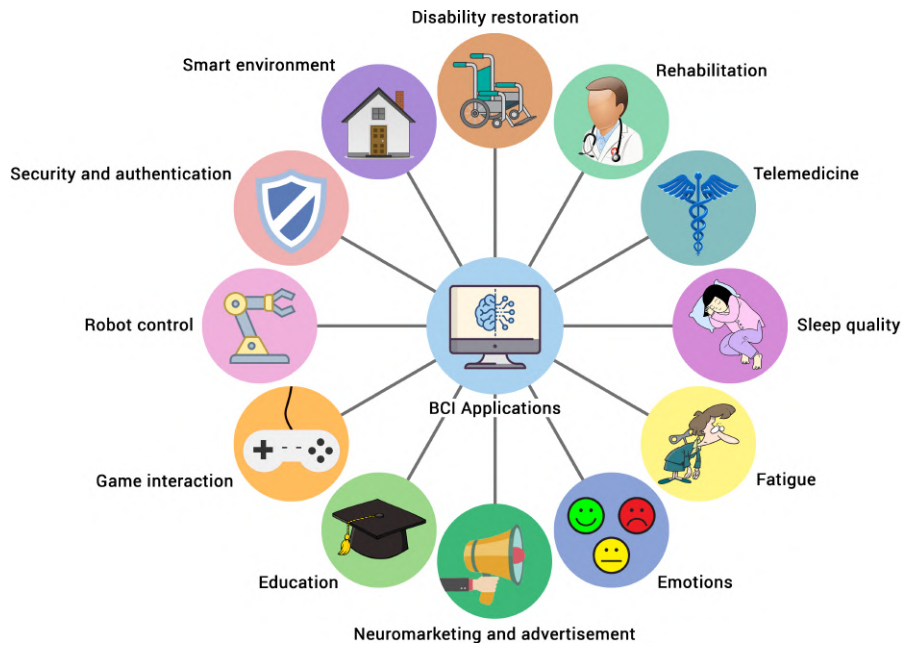 Disability restoration
Smart environment
Rehabilitation
Security and authentication
Telemedicine
Robot control
Sleep quality
BCI Applications
Game interaction
Fatigue
Education
Emotions
Neuromarketing and advertisement